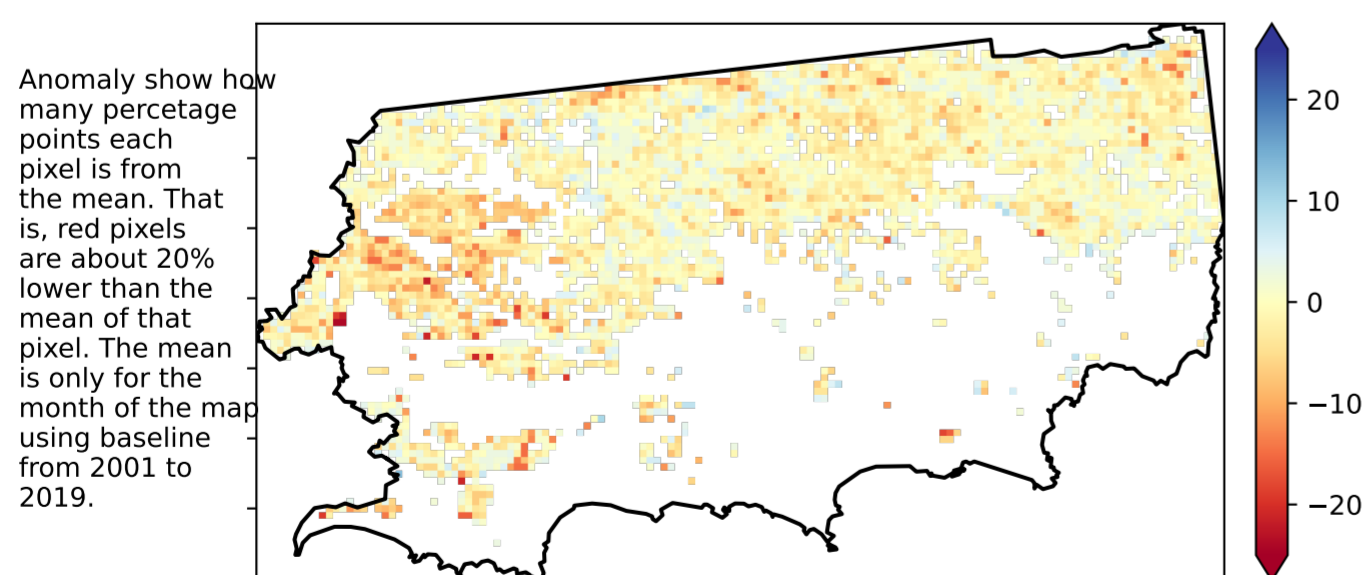 Anomaly show how
many percetage
points each
pixel is from
the mean. That
is, red pixels
are about 20%
lower than the
mean of that
pixel. The mean
is only for the
month of the map
using baseline
from 2001 to
2019.
20
10
0
−10
−20